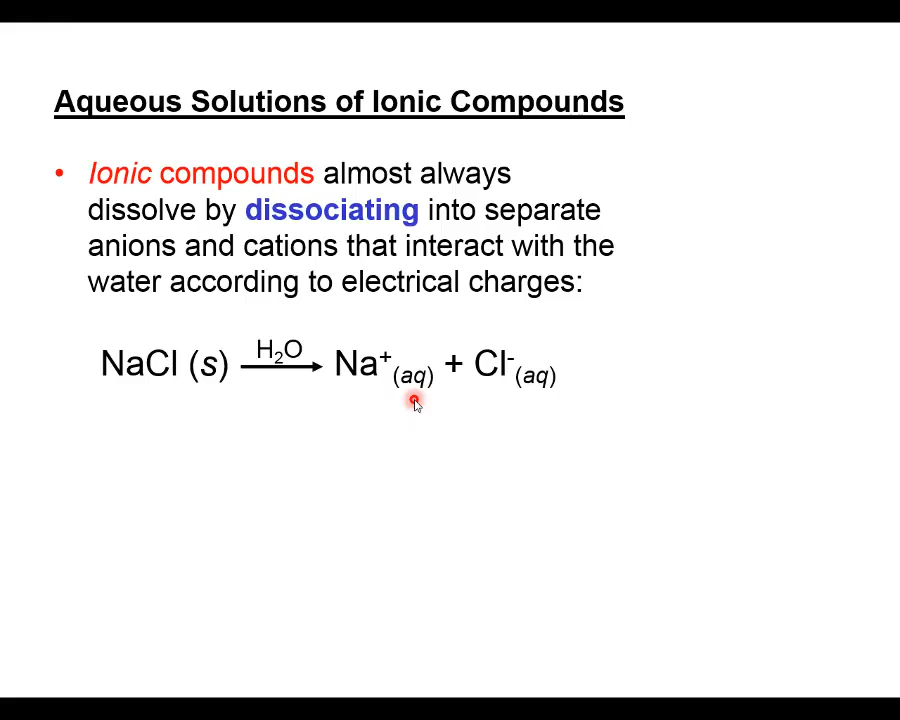 Aqueous Solutions of Ionic Compounds
• Ionic compounds almost always
dissolve by dissociating into separate
anions and cations that interact with the
water according to electrical charges:
NaCl (s) H₂O Na⁺(aq) + Cl⁻(aq)